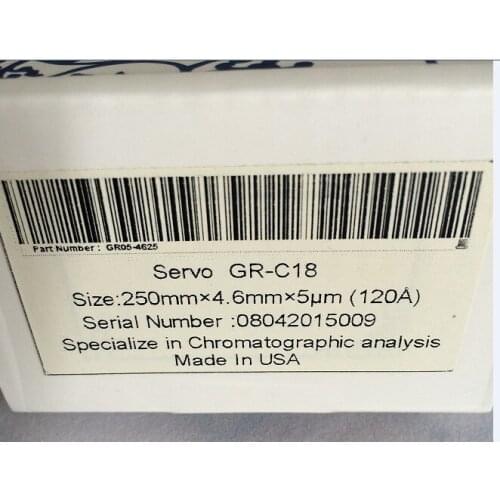 Part Number : GR05-4625
Servo GR-C18
Size:250mm×4.6mm×5μm (120Å)
Serial Number :08042015009
Specialize in Chromatographic analysis
Made In USA